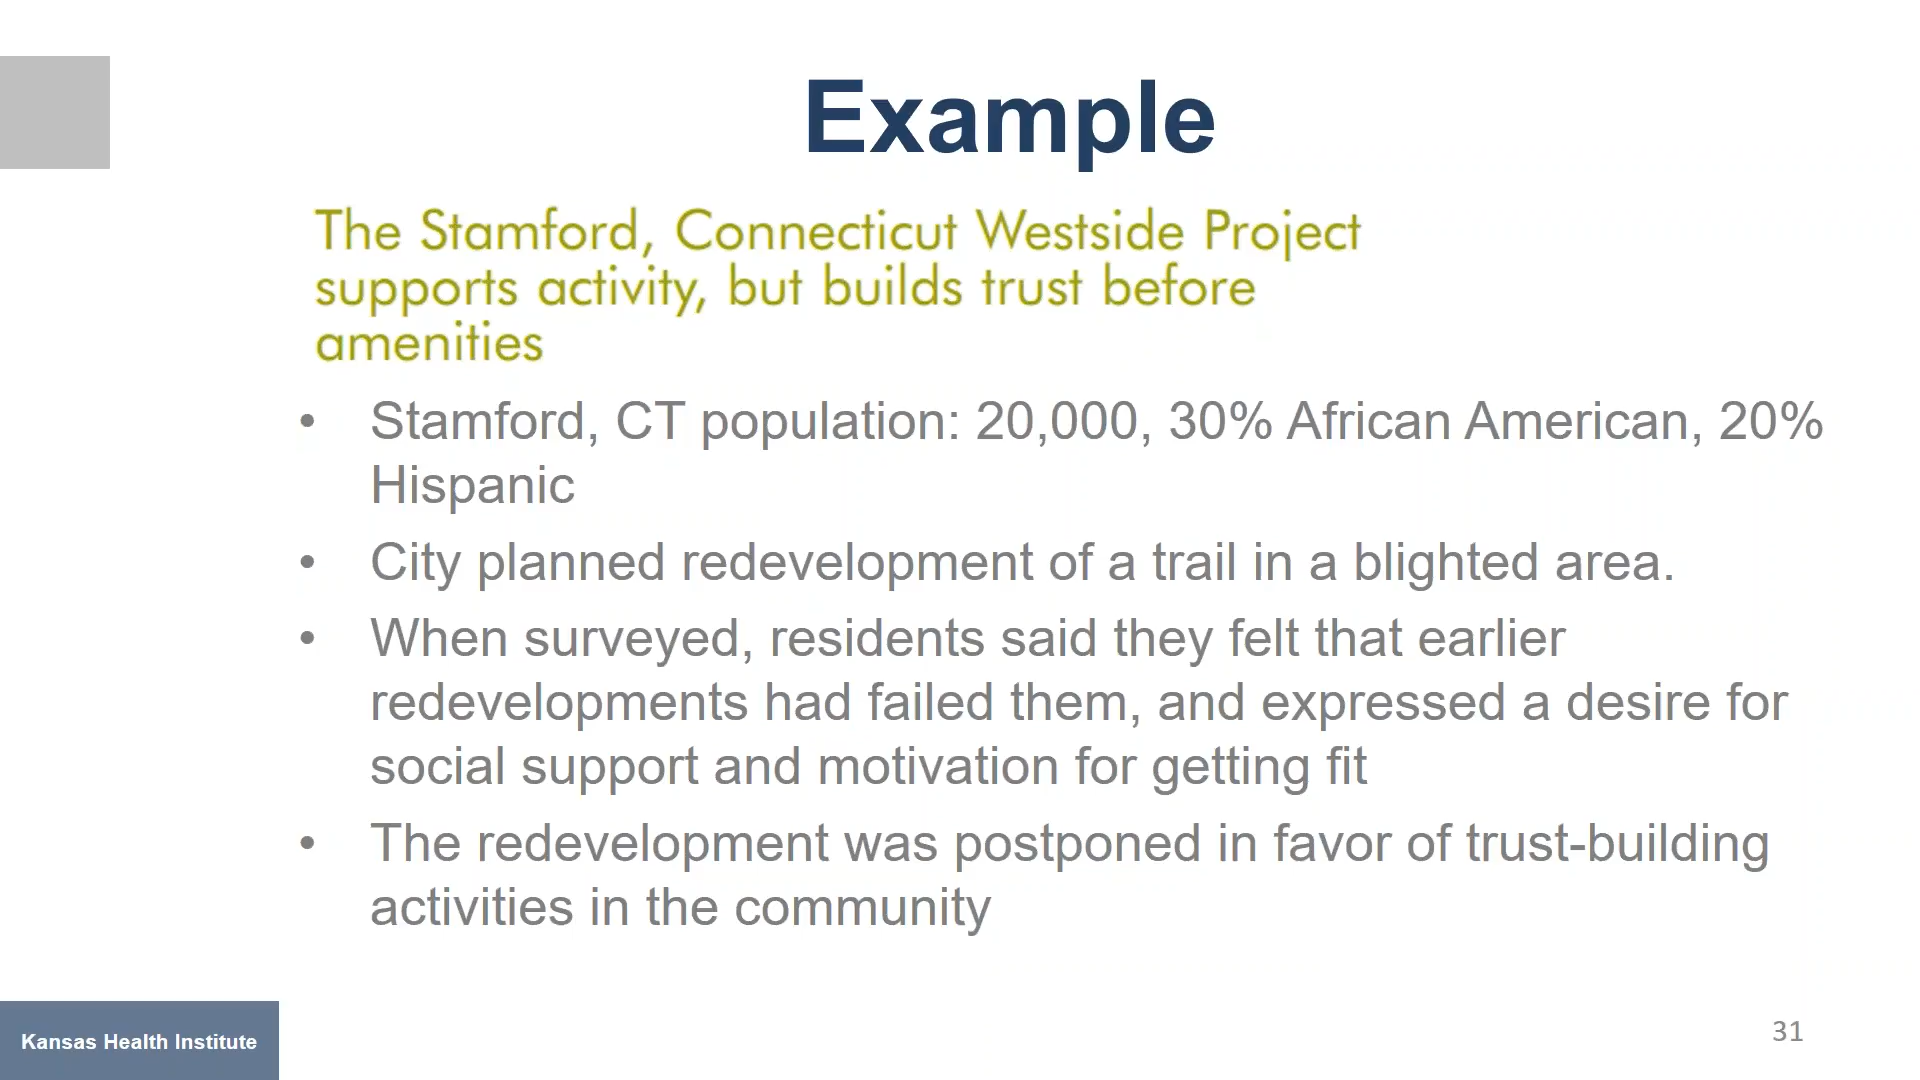 Example
The Stamford, Connecticut Westside Project
supports activity, but builds trust before
amenities
• Stamford, CT population: 20,000, 30% African American, 20%
Hispanic
• City planned redevelopment of a trail in a blighted area.
• When surveyed, residents said they felt that earlier
redevelopments had failed them, and expressed a desire for
social support and motivation for getting fit
• The redevelopment was postponed in favor of trust-building
activities in the community
Kansas Health Institute
31